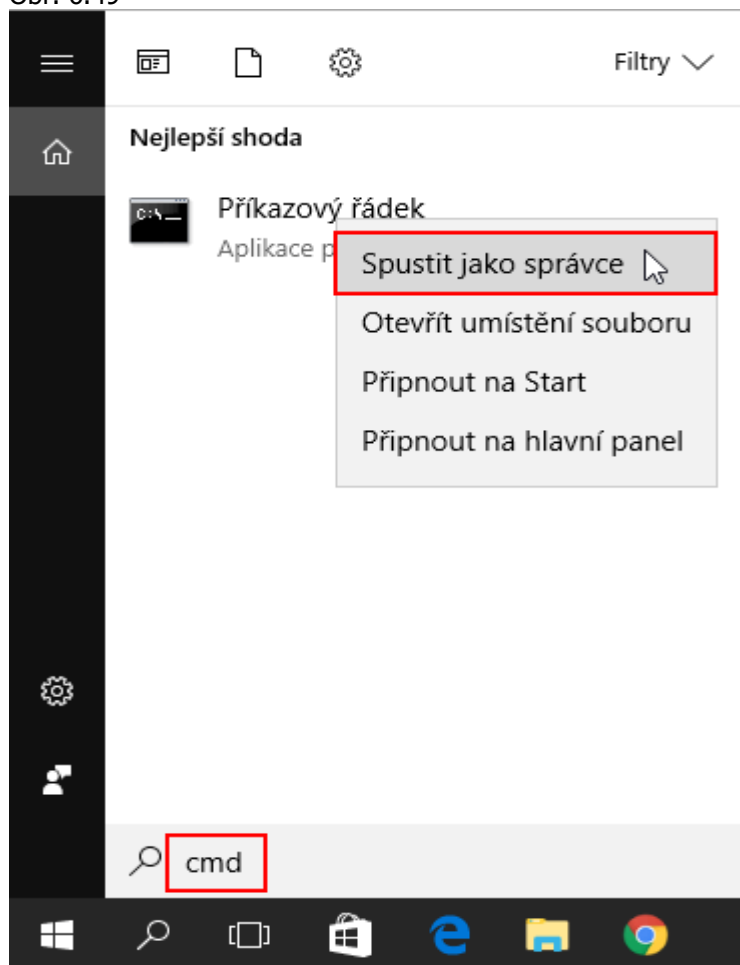 Filtry
Nejlepší shoda
Příkazový řádek
Aplikace p
Spustit jako správce
Otevřít umístění souboru
Připnout na Start
Připnout na hlavní panel
cmd